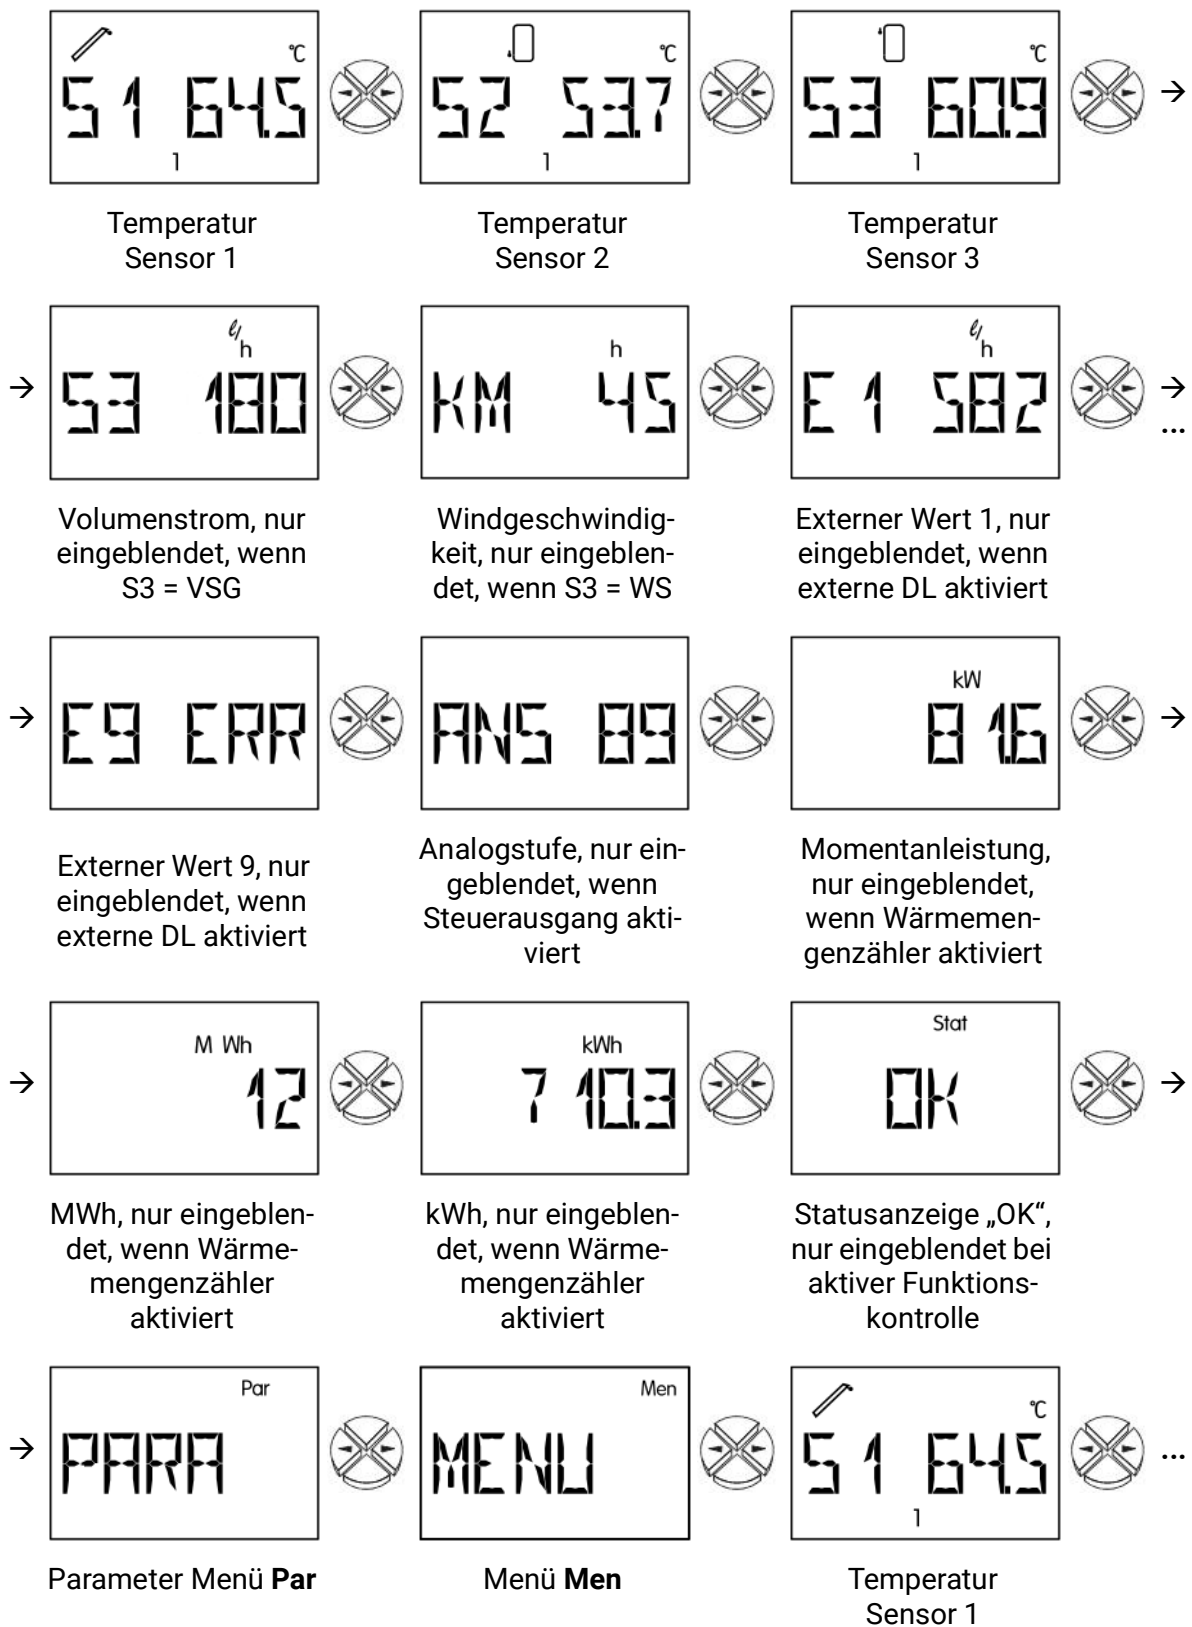 °C
S1 64.5
1
°C
S2 53.7
1
°C
S3 60.9
1
→
Temperatur
Sensor 1
Temperatur
Sensor 2
Temperatur
Sensor 3
→
l/h
S3 180
h
KM 45
l/h
E1 582
→
...
Volumenstrom, nur
eingeblendet, wenn
S3 = VSG
Windgeschwindig-
keit, nur eingeblen-
det, wenn S3 = WS
Externer Wert 1, nur
eingeblendet, wenn
externe DL aktiviert
→
E9 ERR
ANS 89
kW
81.6
→
Externer Wert 9, nur
eingeblendet, wenn
externe DL aktiviert
Analogstufe, nur ein-
geblendet, wenn
Steuerausgang akti-
viert
Momentanleistung,
nur eingeblendet,
wenn Wärmemen-
genzähler aktiviert
→
M Wh
12
kWh
710.3
Stat
OK
→
MWh, nur eingeblen-
det, wenn Wärme-
mengenzähler
aktiviert
kWh, nur eingeblen-
det, wenn Wärme-
mengenzähler
aktiviert
Statusanzeige „OK“,
nur eingeblendet bei
aktiver Funktions-
kontrolle
→
Par
PARA
Men
MENU
°C
S1 64.5
1
...
Parameter Menü Par
Menü Men
Temperatur
Sensor 1